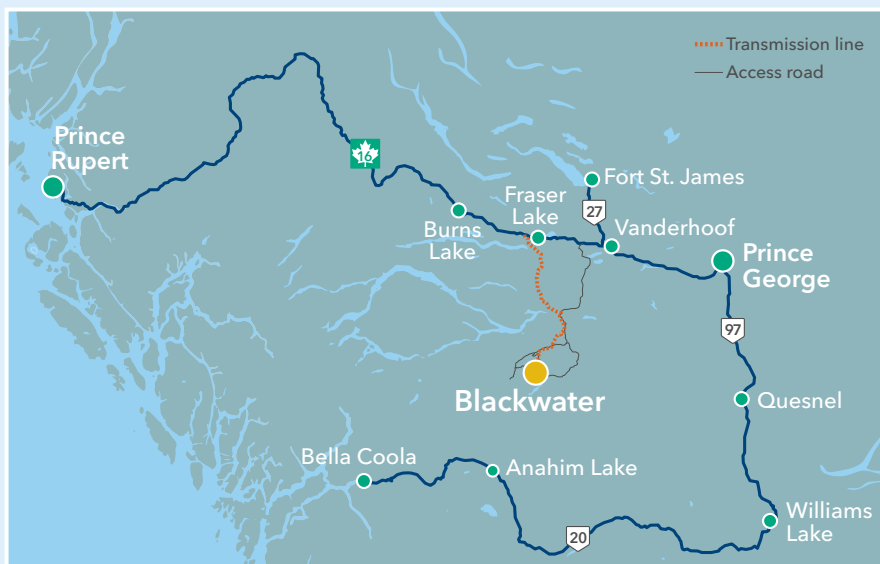 Transmission line
Access road
Prince
Rupert
16
Fort St. James
Fraser
Lake
27
Burns
Lake
Vanderhoof
Prince
George
97
Blackwater
Quesnel
Bella Coola
Anahim Lake
Williams
Lake
20